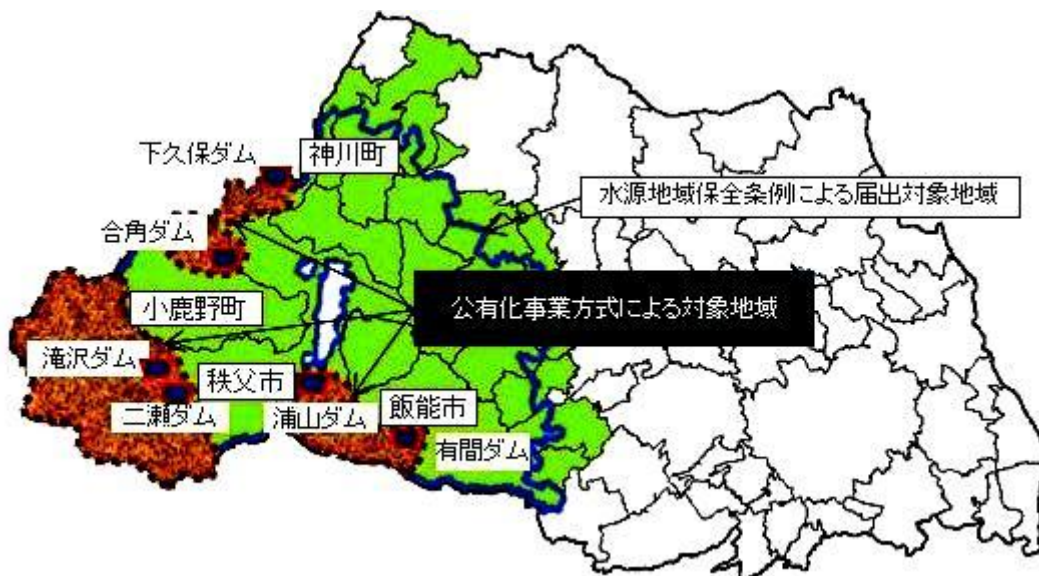 下久保ダム
神川町
水源地域保全条例による届出対象地域
合角ダム
公有化事業方式による対象地域
小鹿野町
滝沢ダム
秩父市
二瀬ダム
浦山ダム
飯能市
有間ダム